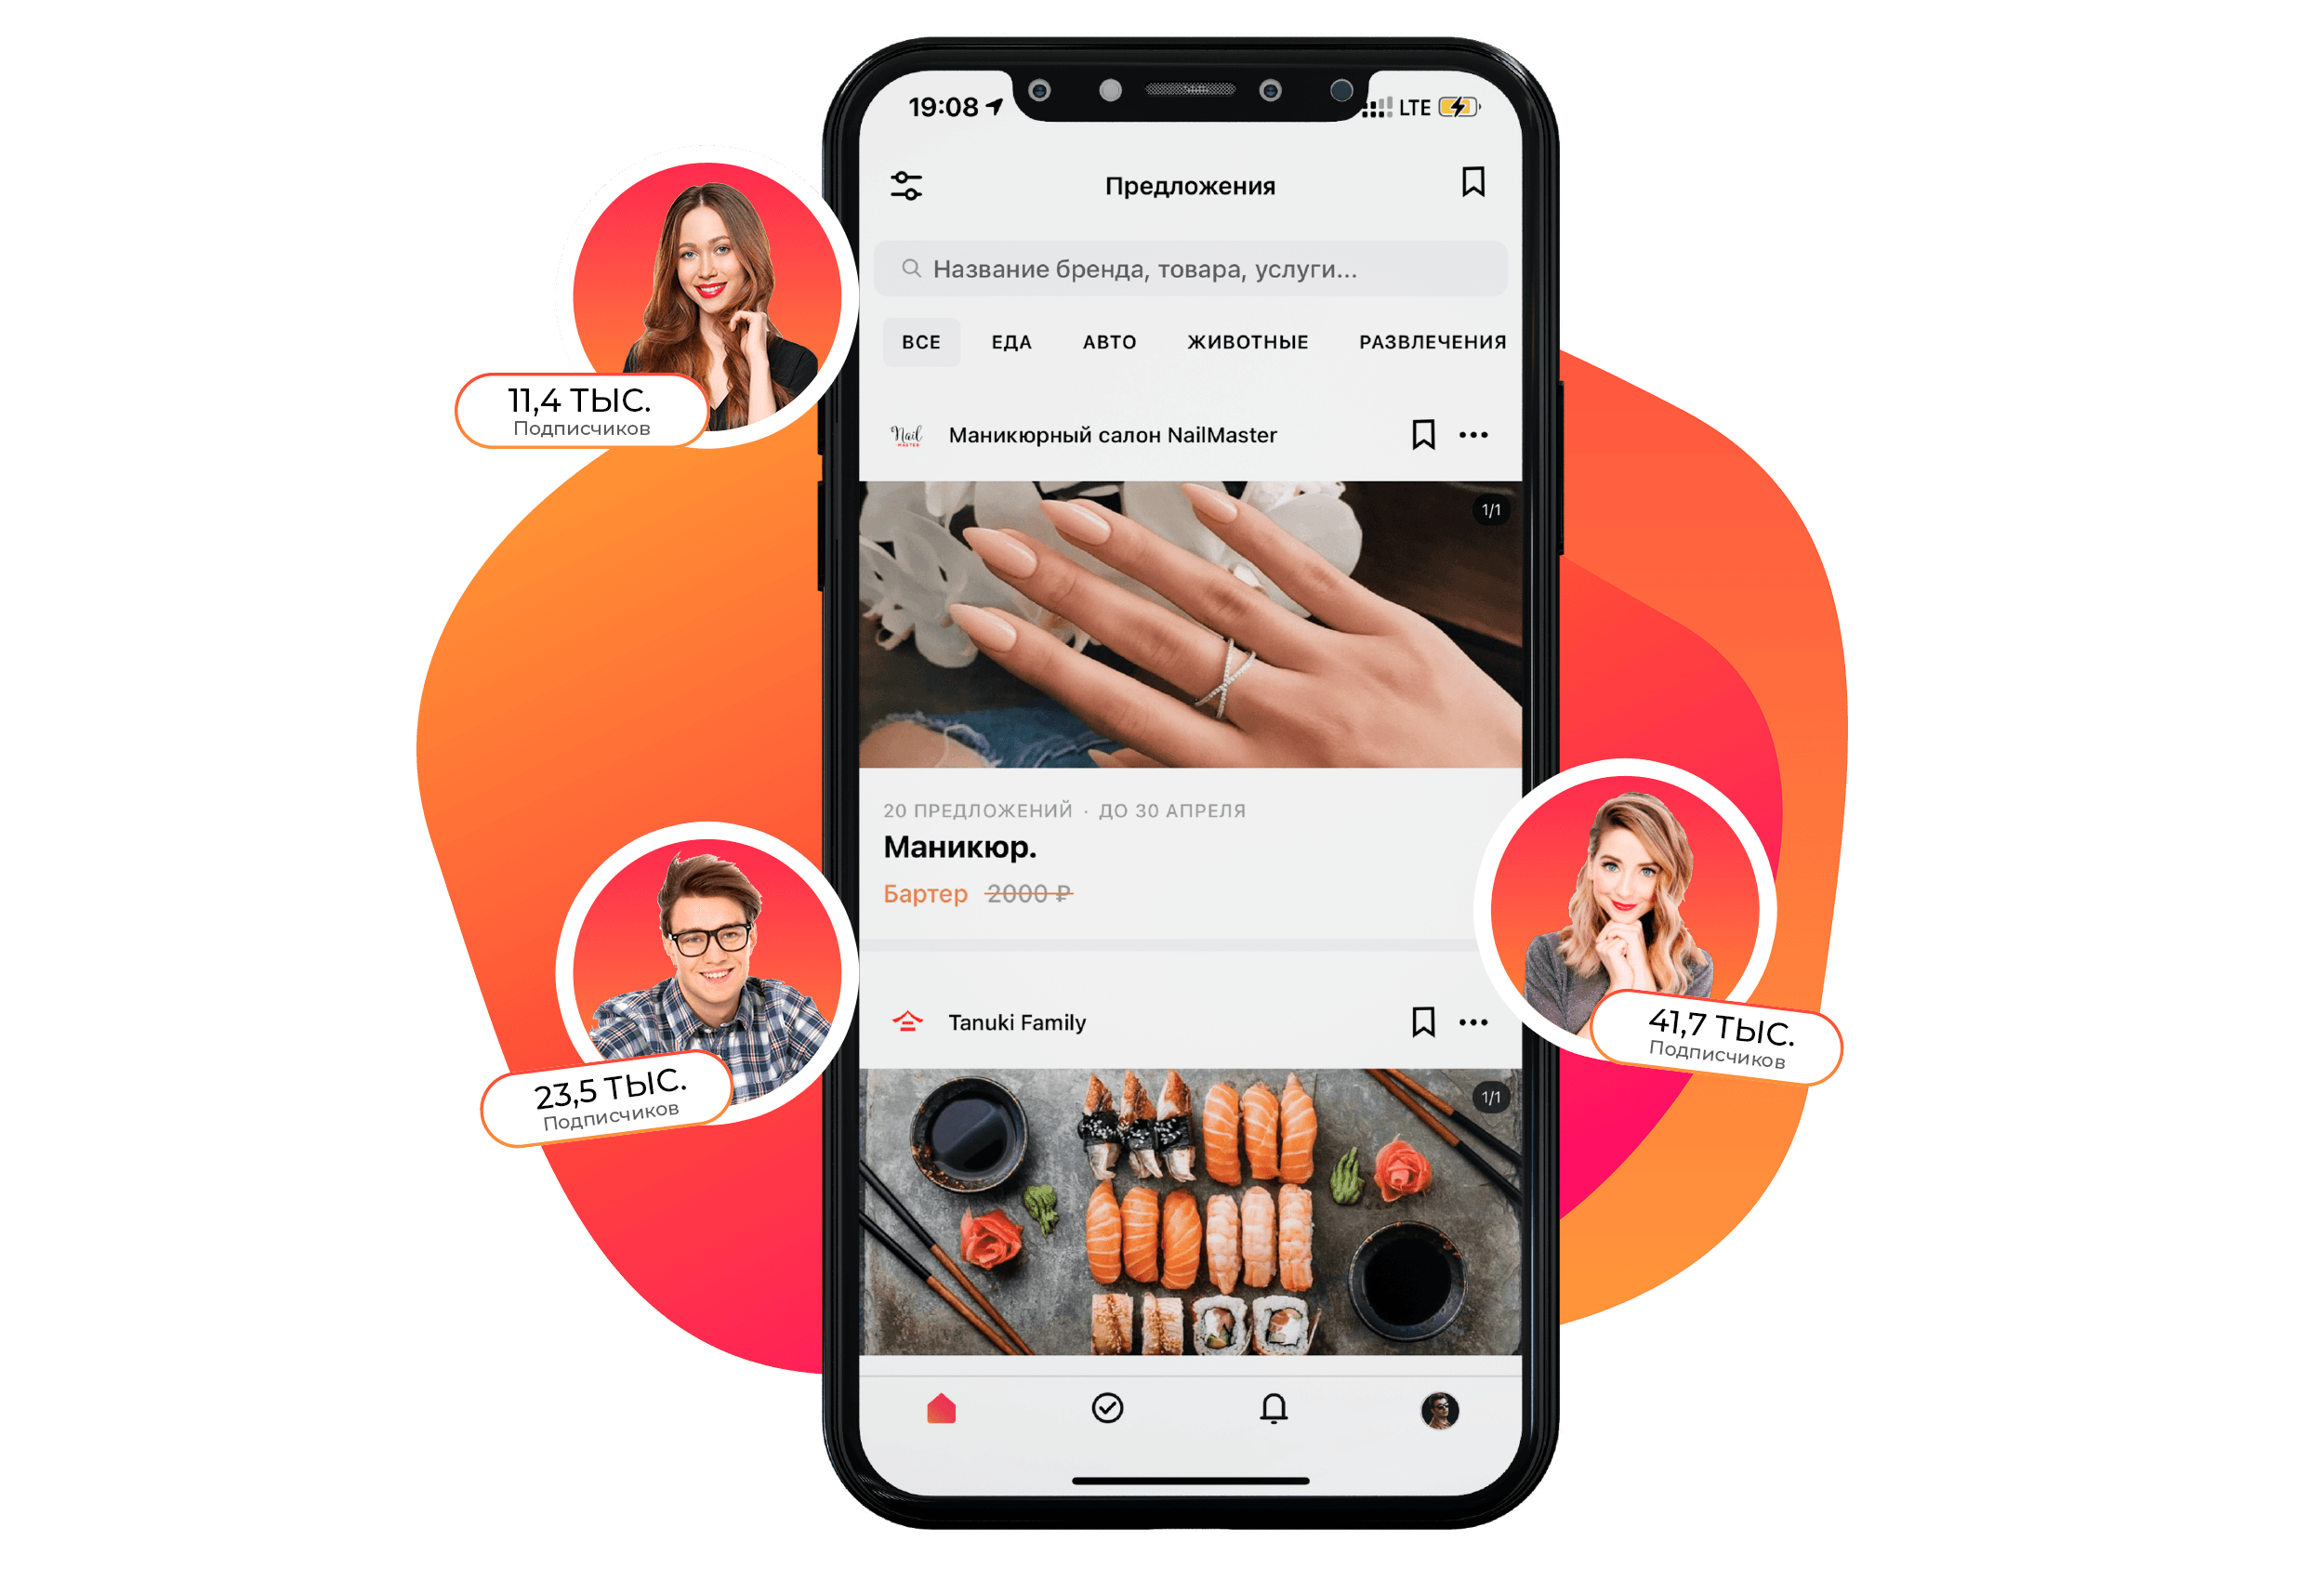 19:08
LTE
Предложения
Название бренда, товара, услуги...
ВСЕ ЕДА АВТО ЖИВОТНЫЕ РАЗВЛЕЧЕНИЯ
11,4 ТЫС.
Подписчиков
Nail
MASTER
Маникюрный салон NailMaster
1/1
20 ПРЕДЛОЖЕНИЙ · ДО 30 АПРЕЛЯ
Маникюр.
Бартер 2000 ₽
Tanuki Family
41,7 ТЫС.
Подписчиков
23,5 ТЫС.
Подписчиков
1/1